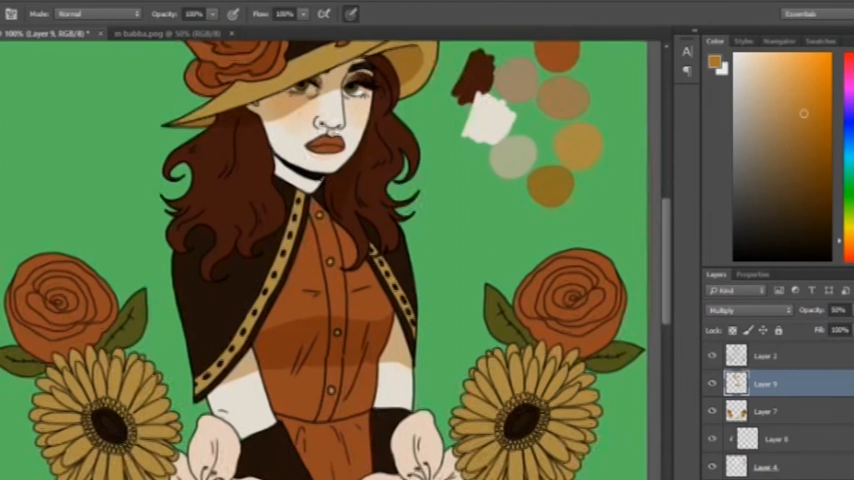 Mode: Normal Opacity: 100% Flow: 100% Essentials
100% (Layer 9, RGB/8) * × m babba.png @ 50% (RGB/8) ×
Color Styles Navigator Swatches
Layers Properties
Kind
Multiply Opacity: 50%
Lock: Fill: 100%
Layer 2
Layer 9
Layer 7
Layer 8
Layer 4